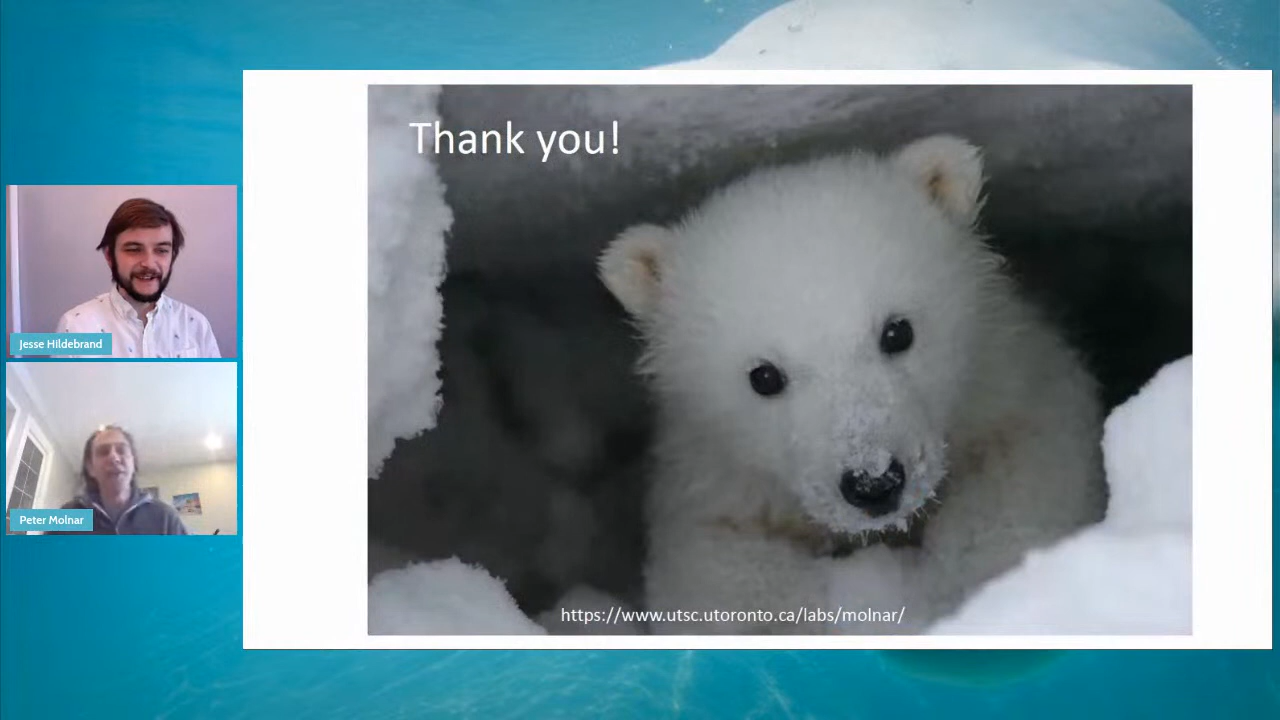 Thank you!
Jesse Hildebrand
Peter Molnar
https://www.utsc.utoronto.ca/labs/molnar/